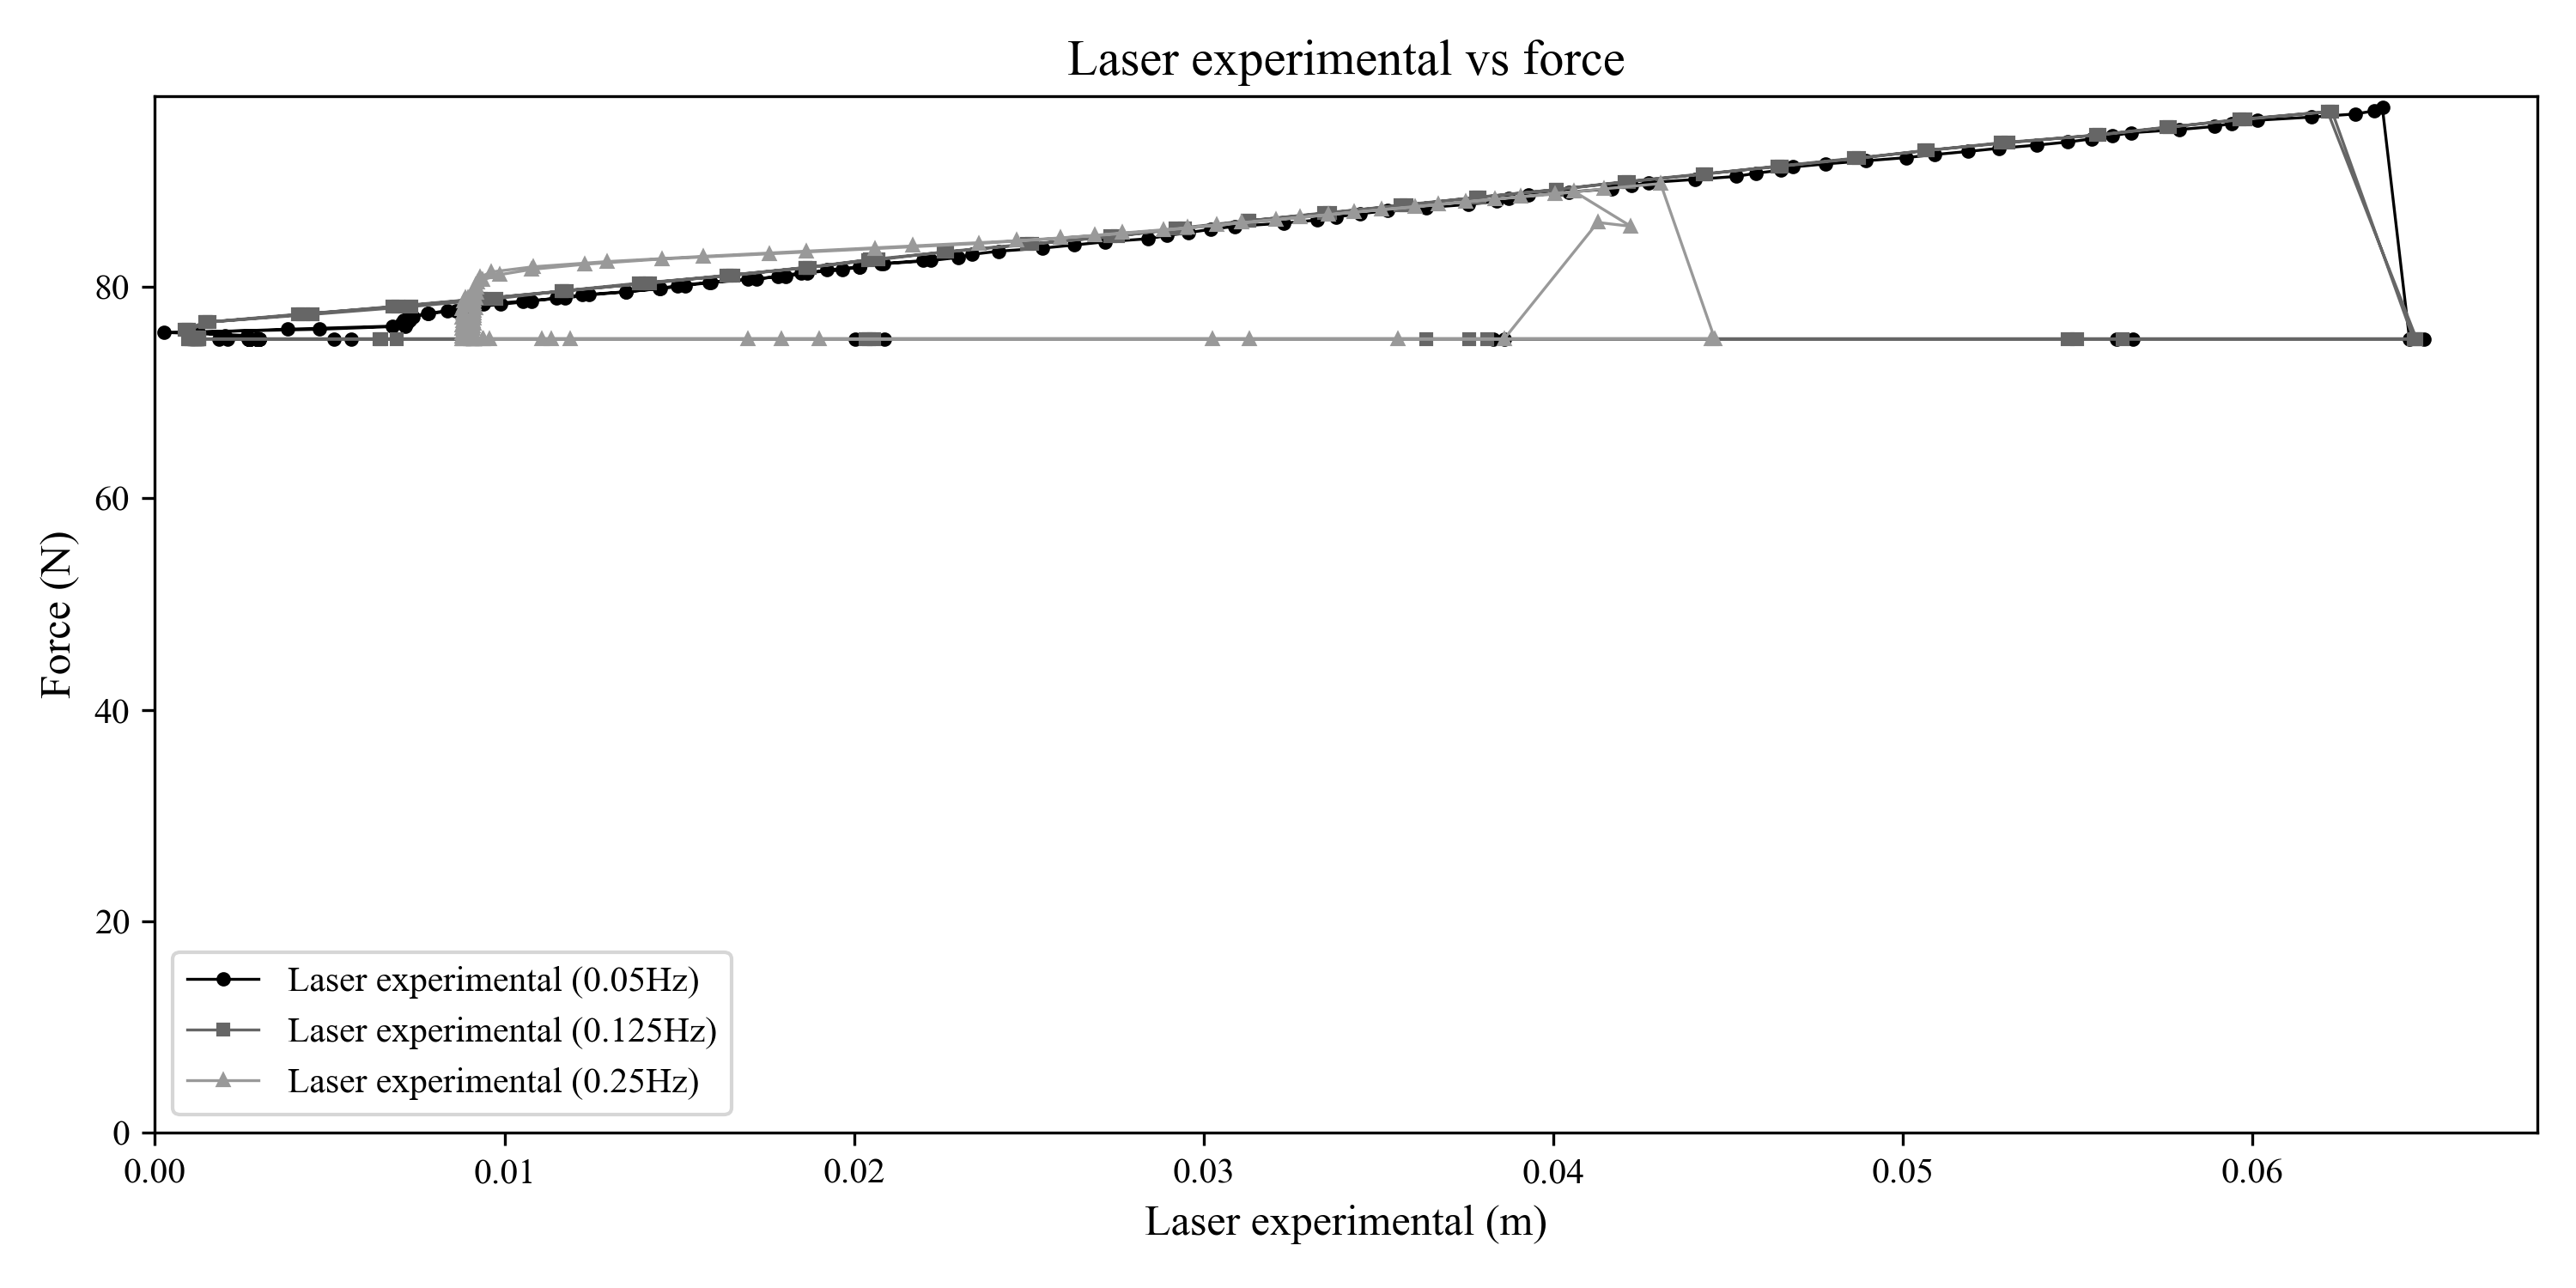 Laser experimental vs force
80
60
40
20
0
Force (N)
Laser experimental (0.05Hz)
Laser experimental (0.125Hz)
Laser experimental (0.25Hz)
0.00 0.01 0.02 0.03 0.04 0.05 0.06
Laser experimental (m)